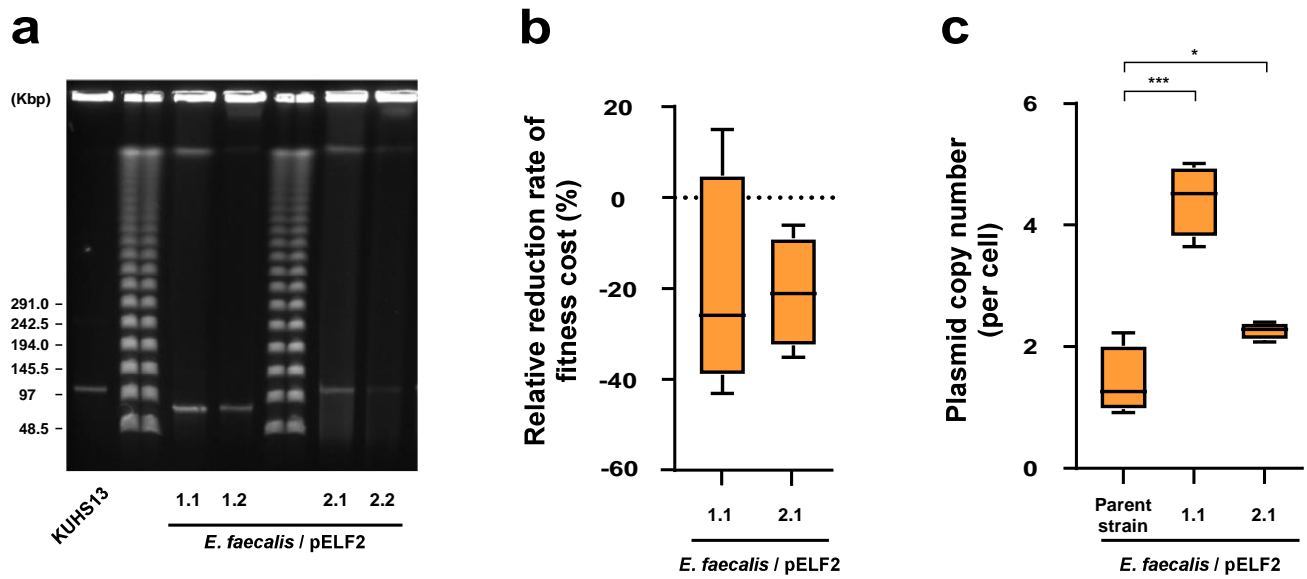 a
(Kbp)
291.0
242.5
194.0
145.5
97
48.5
KUHS13
1.1 1.2 2.1 2.2
E. faecalis / pELF2
b
Relative reduction rate of
fitness cost (%)
20
0
-20
-40
-60
1.1 2.1
E. faecalis / pELF2
c
*
***
Plasmid copy number
(per cell)
6
4
2
0
Parent
strain
1.1
2.1
E. faecalis / pELF2